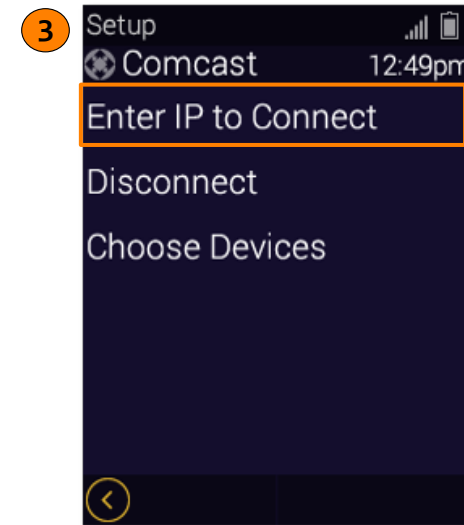 3
Setup
Comcast 12:49pm
Enter IP to Connect
Disconnect
Choose Devices